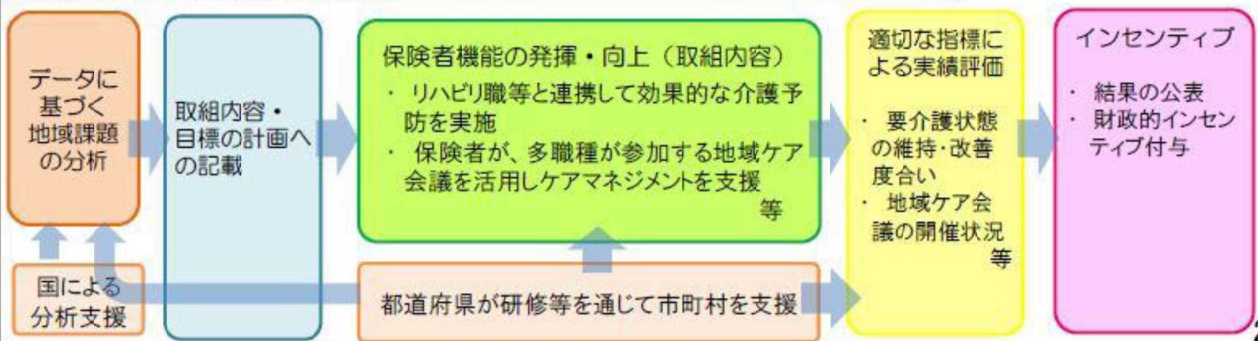 データに
基づく
地域課題
の分析
取組内容・
目標の計画へ
の記載
保険者機能の発揮・向上（取組内容）
・ リハビリ職等と連携して効果的な介護予
防を実施
・ 保険者が、多職種が参加する地域ケア
会議を活用しケアマネジメントを支援
等
適切な指標に
よる実績評価
・ 要介護状態
の維持・改善
度合い
・ 地域ケア会
議の開催状況
等
インセンティブ
・ 結果の公表
・ 財政的インセン
ティブ付与
国による
分析支援
都道府県が研修等を通じて市町村を支援